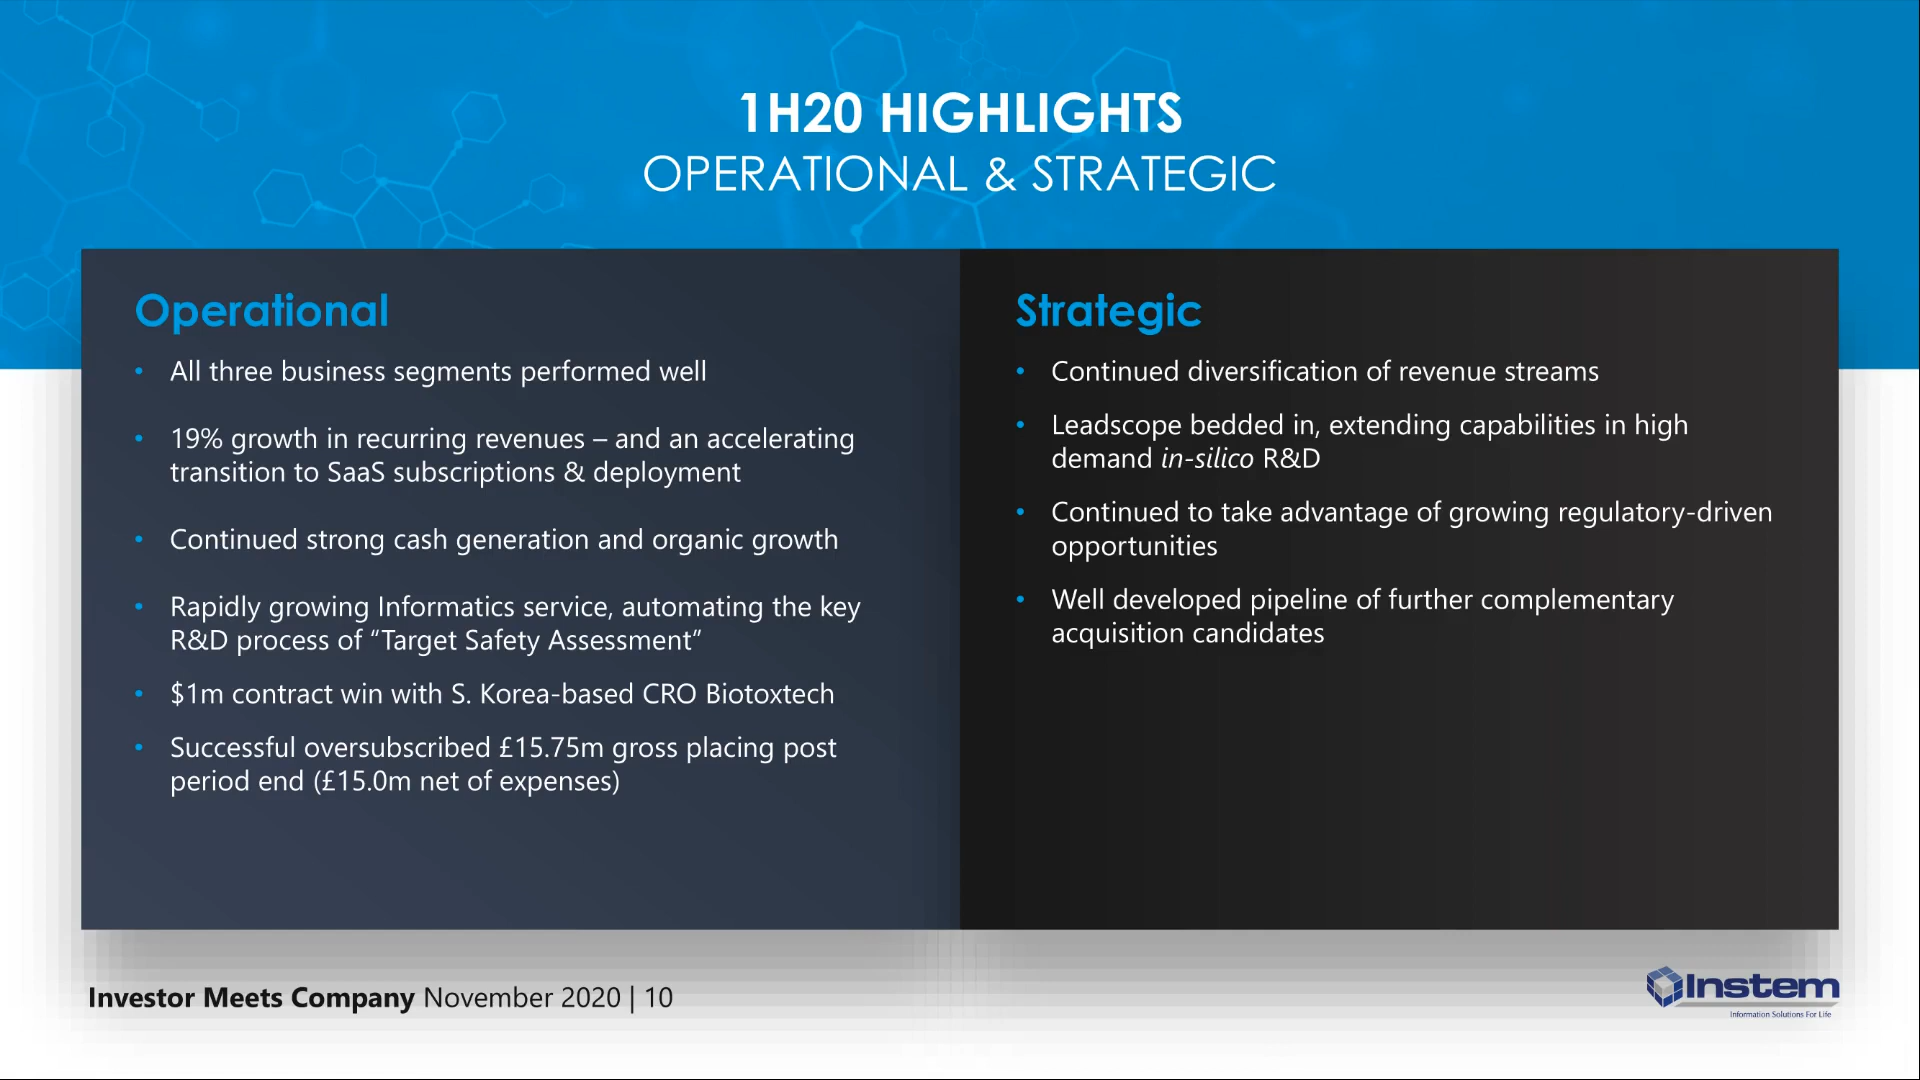 1H20 HIGHLIGHTS
OPERATIONAL & STRATEGIC
Operational
• All three business segments performed well
• 19% growth in recurring revenues – and an accelerating
transition to SaaS subscriptions & deployment
• Continued strong cash generation and organic growth
• Rapidly growing Informatics service, automating the key
R&D process of “Target Safety Assessment”
• $1m contract win with S. Korea-based CRO Biotoxtech
• Successful oversubscribed £15.75m gross placing post
period end (£15.0m net of expenses)
Strategic
• Continued diversification of revenue streams
• Leadscope bedded in, extending capabilities in high
demand in-silico R&D
• Continued to take advantage of growing regulatory-driven
opportunities
• Well developed pipeline of further complementary
acquisition candidates
Investor Meets Company November 2020 | 10
Instem
Information Solutions For Life